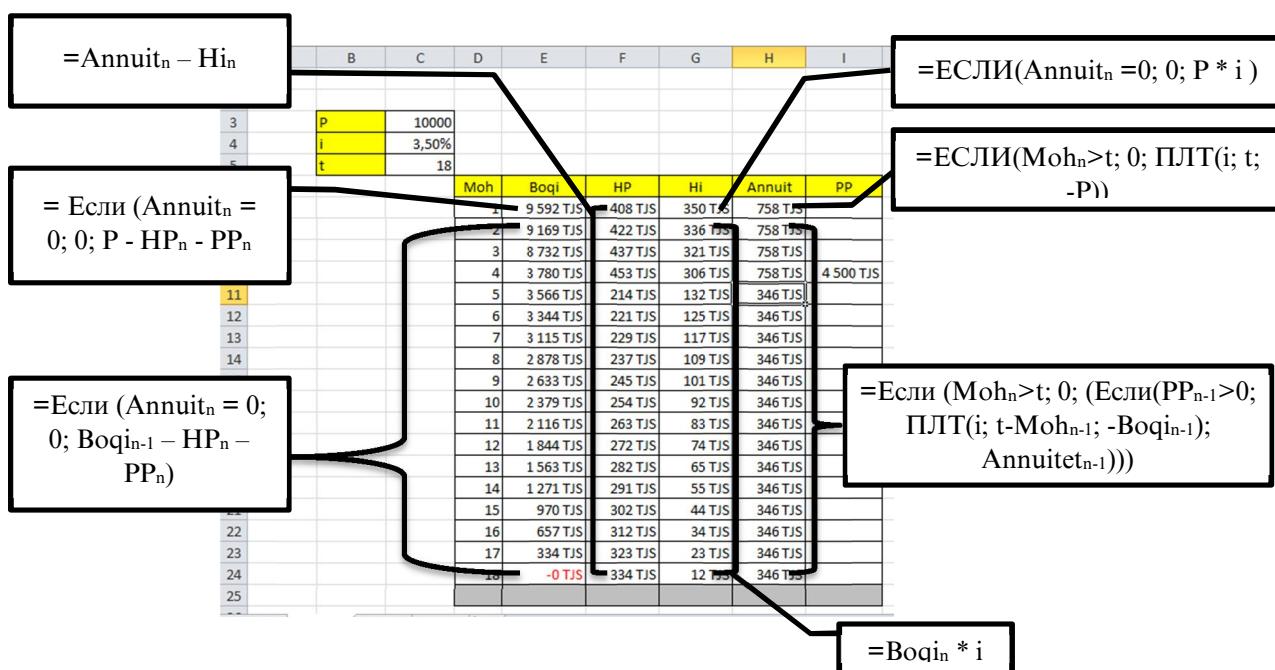 =Annuitn – Hin
=ЕСЛИ(Annuitn =0; 0; P * i )
=ЕСЛИ(Mohn>t; 0; ПЛТ(i; t;
-P))
= Если (Annuitn =
0; 0; P - HPn - PPn
=Если (Annuitn = 0;
0; Boqin-1 – HPn –
PPn)
=Если (Mohn>t; 0; (Если(PPn-1>0;
ПЛТ(i; t-Mohn-1; -Boqin-1);
Annuitetn-1)))
=Boqin * i
B C D E F G H I
3 P 10000
4 i 3,50%
5 t 18
Moh Boqi HP Hi Annuit PP
1 9 592 TJS 408 TJS 350 TJS 758 TJS
2 9 169 TJS 422 TJS 336 TJS 758 TJS
3 8 732 TJS 437 TJS 321 TJS 758 TJS
4 3 780 TJS 453 TJS 306 TJS 758 TJS 4 500 TJS
11 5 3 566 TJS 214 TJS 132 TJS 346 TJS
12 6 3 344 TJS 221 TJS 125 TJS 346 TJS
13 7 3 115 TJS 229 TJS 117 TJS 346 TJS
14 8 2 878 TJS 237 TJS 109 TJS 346 TJS
9 2 633 TJS 245 TJS 101 TJS 346 TJS
10 2 379 TJS 254 TJS 92 TJS 346 TJS
11 2 116 TJS 263 TJS 83 TJS 346 TJS
12 1 844 TJS 272 TJS 74 TJS 346 TJS
13 1 563 TJS 282 TJS 65 TJS 346 TJS
14 1 271 TJS 291 TJS 55 TJS 346 TJS
21 15 970 TJS 302 TJS 44 TJS 346 TJS
22 16 657 TJS 312 TJS 34 TJS 346 TJS
23 17 334 TJS 323 TJS 23 TJS 346 TJS
24 18 -0 TJS 334 TJS 12 TJS 346 TJS
25